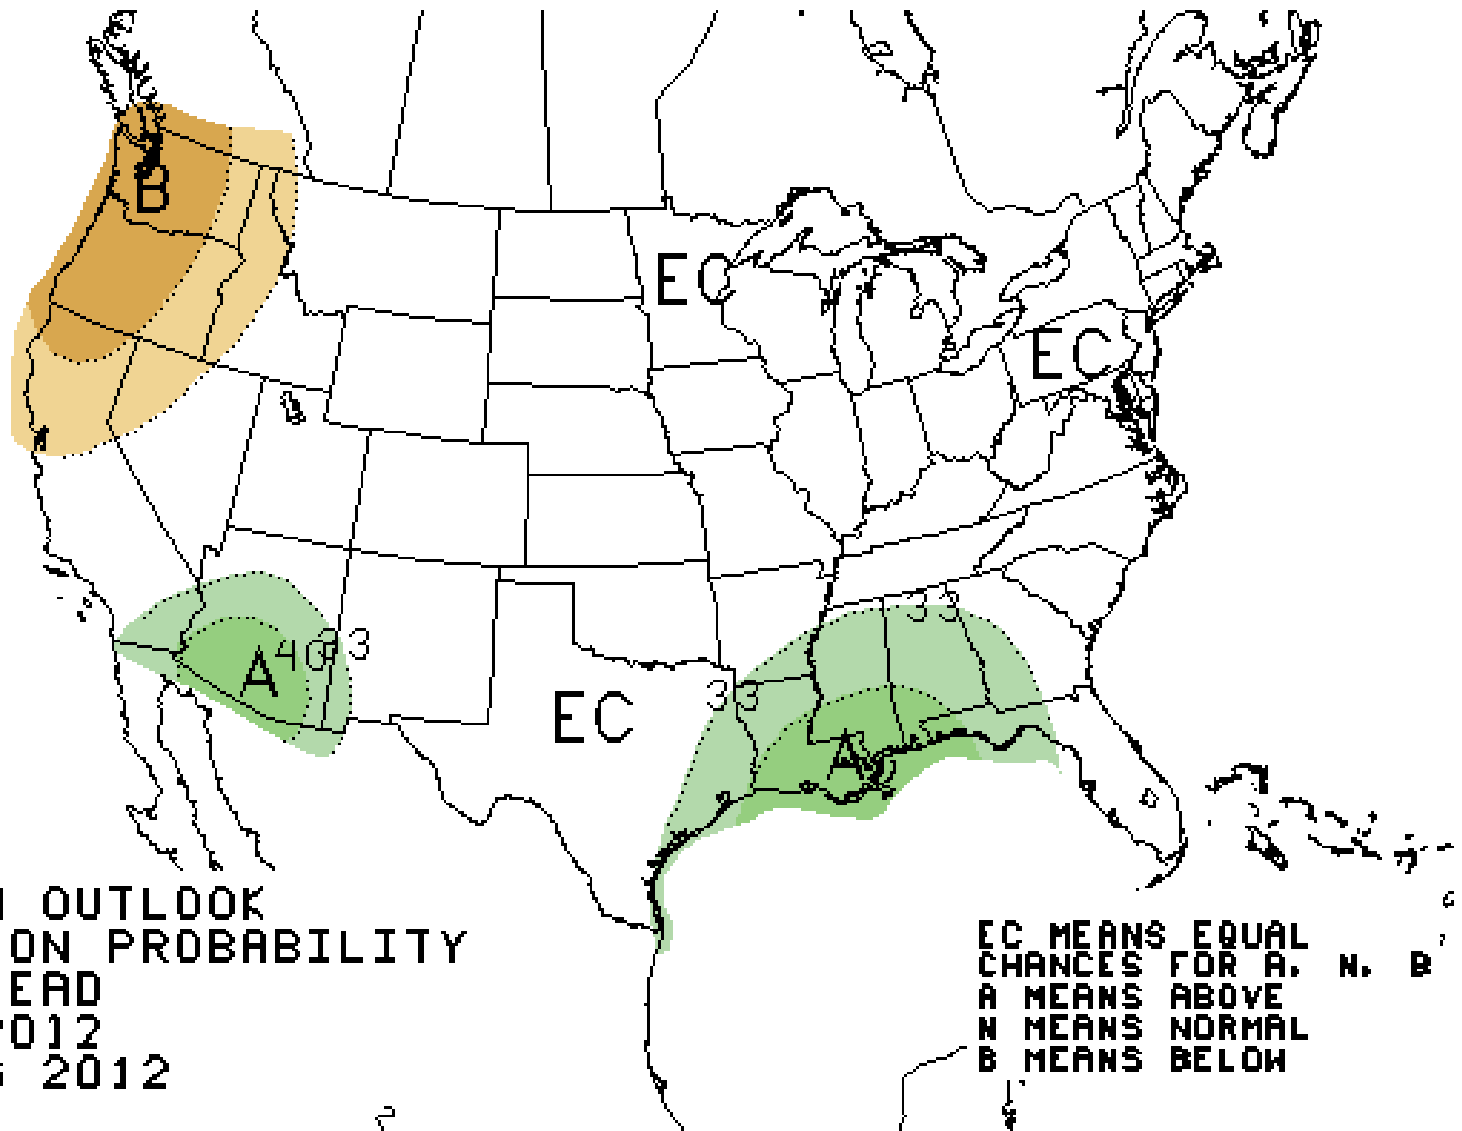 B
EC
EC
33
A 40 33
33
EC
A
OUTLOOK
ON PROBABILITY
EAD
2012
2012
EC MEANS EQUAL
CHANCES FOR A. N. B
A MEANS ABOVE
N MEANS NORMAL
B MEANS BELOW